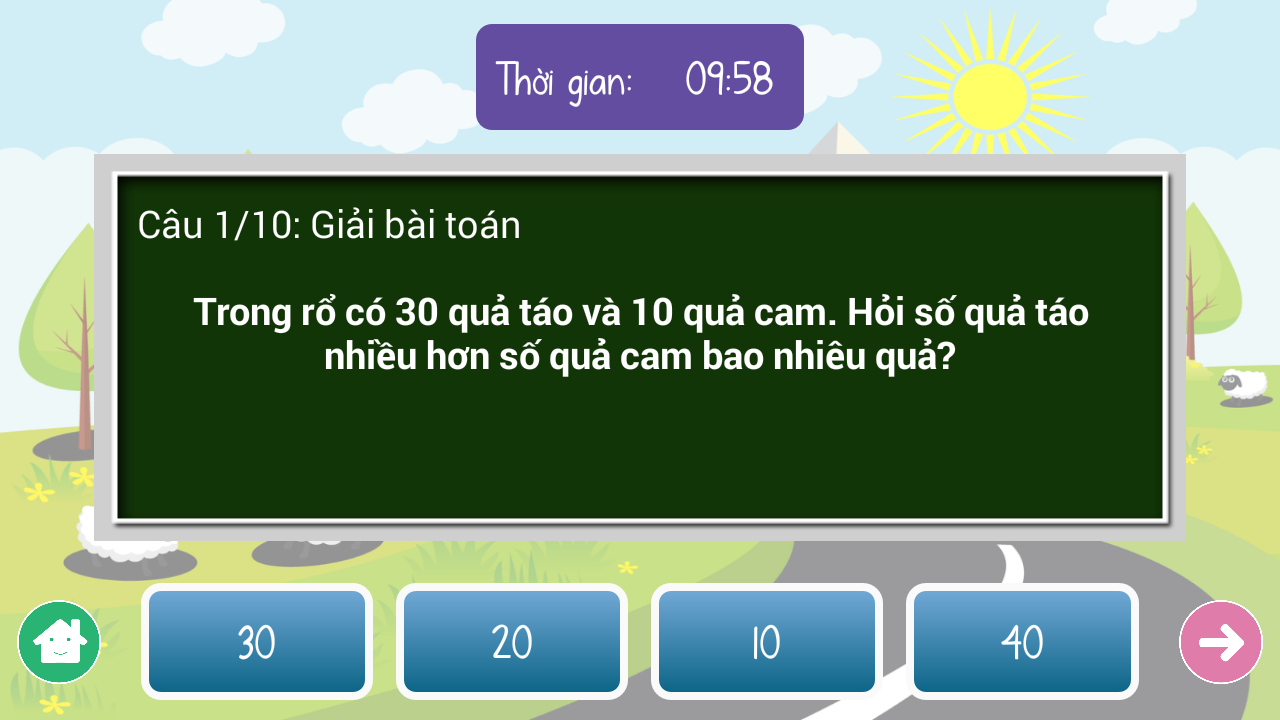 Thời gian: 09:58
Câu 1/10: Giải bài toán
Trong rổ có 30 quả táo và 10 quả cam. Hỏi số quả táo
nhiều hơn số quả cam bao nhiêu quả?
30 20 10 40